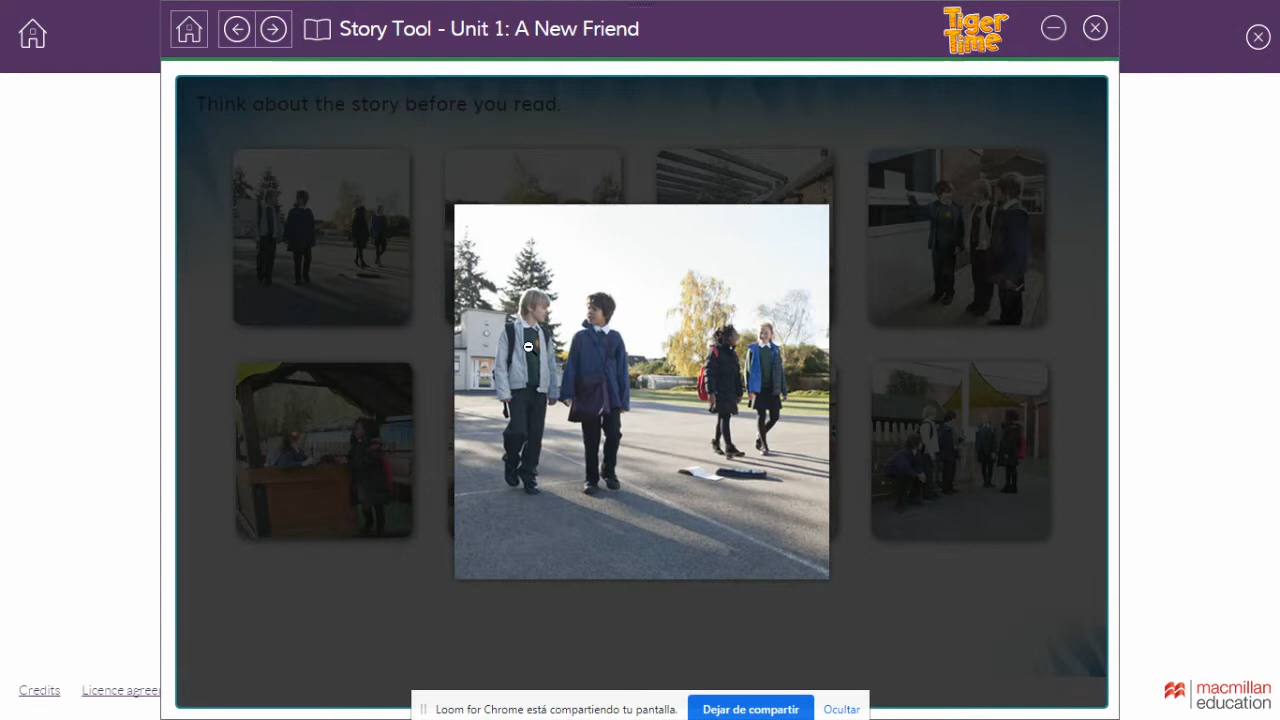 Story Tool - Unit 1: A New Friend
Tiger
Time
Think about the story before you read.
Credits
Licence agreem
macmillan
education
Loom for Chrome está compartiendo tu pantalla.
Dejar de compartir
Ocultar